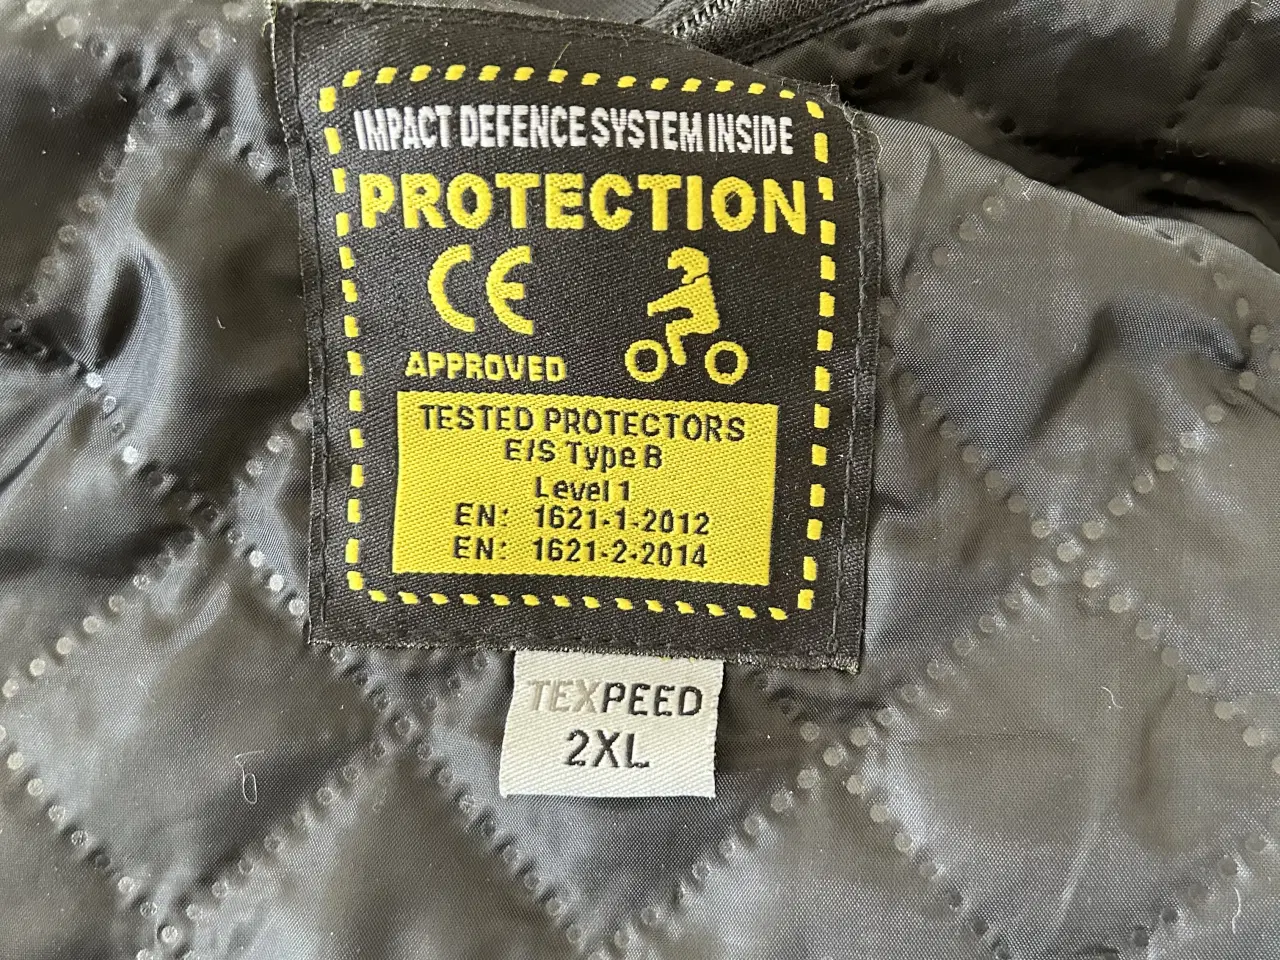 IMPACT DEFENCE SYSTEM INSIDE
PROTECTION
CE
APPROVED
TESTED PROTECTORS
E/S Type B
Level 1
EN: 1621-1-2012
EN: 1621-2-2014
TEXPEED
2XL